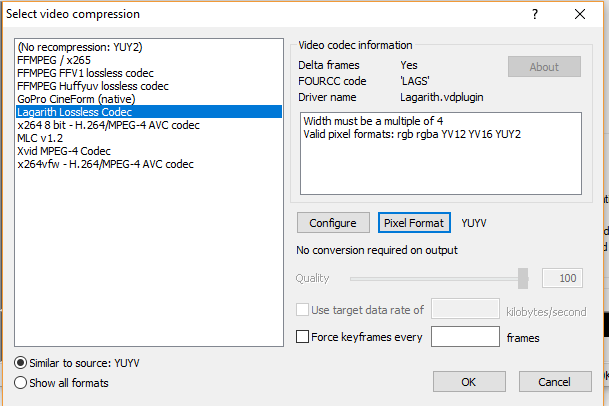 Select video compression
?
(No recompression: YUY2)
FFMPEG / x265
FFMPEG FFV1 lossless codec
FFMPEG Huffyuv lossless codec
GoPro CineForm (native)
Lagarith Lossless Codec
x264 8 bit - H.264/MPEG-4 AVC codec
MLC v1.2
Xvid MPEG-4 Codec
x264vfw - H.264/MPEG-4 AVC codec
Similar to source: YUYV
Show all formats
Video codec information
Delta frames Yes
About
FOURCC code 'LAGS'
Driver name Lagarith.vdplugin
Width must be a multiple of 4
Valid pixel formats: rgb rgba YV12 YV16 YUY2
Configure Pixel Format YUYV
No conversion required on output
Quality 100
Use target data rate of kilobytes/second
Force keyframes every frames
OK Cancel